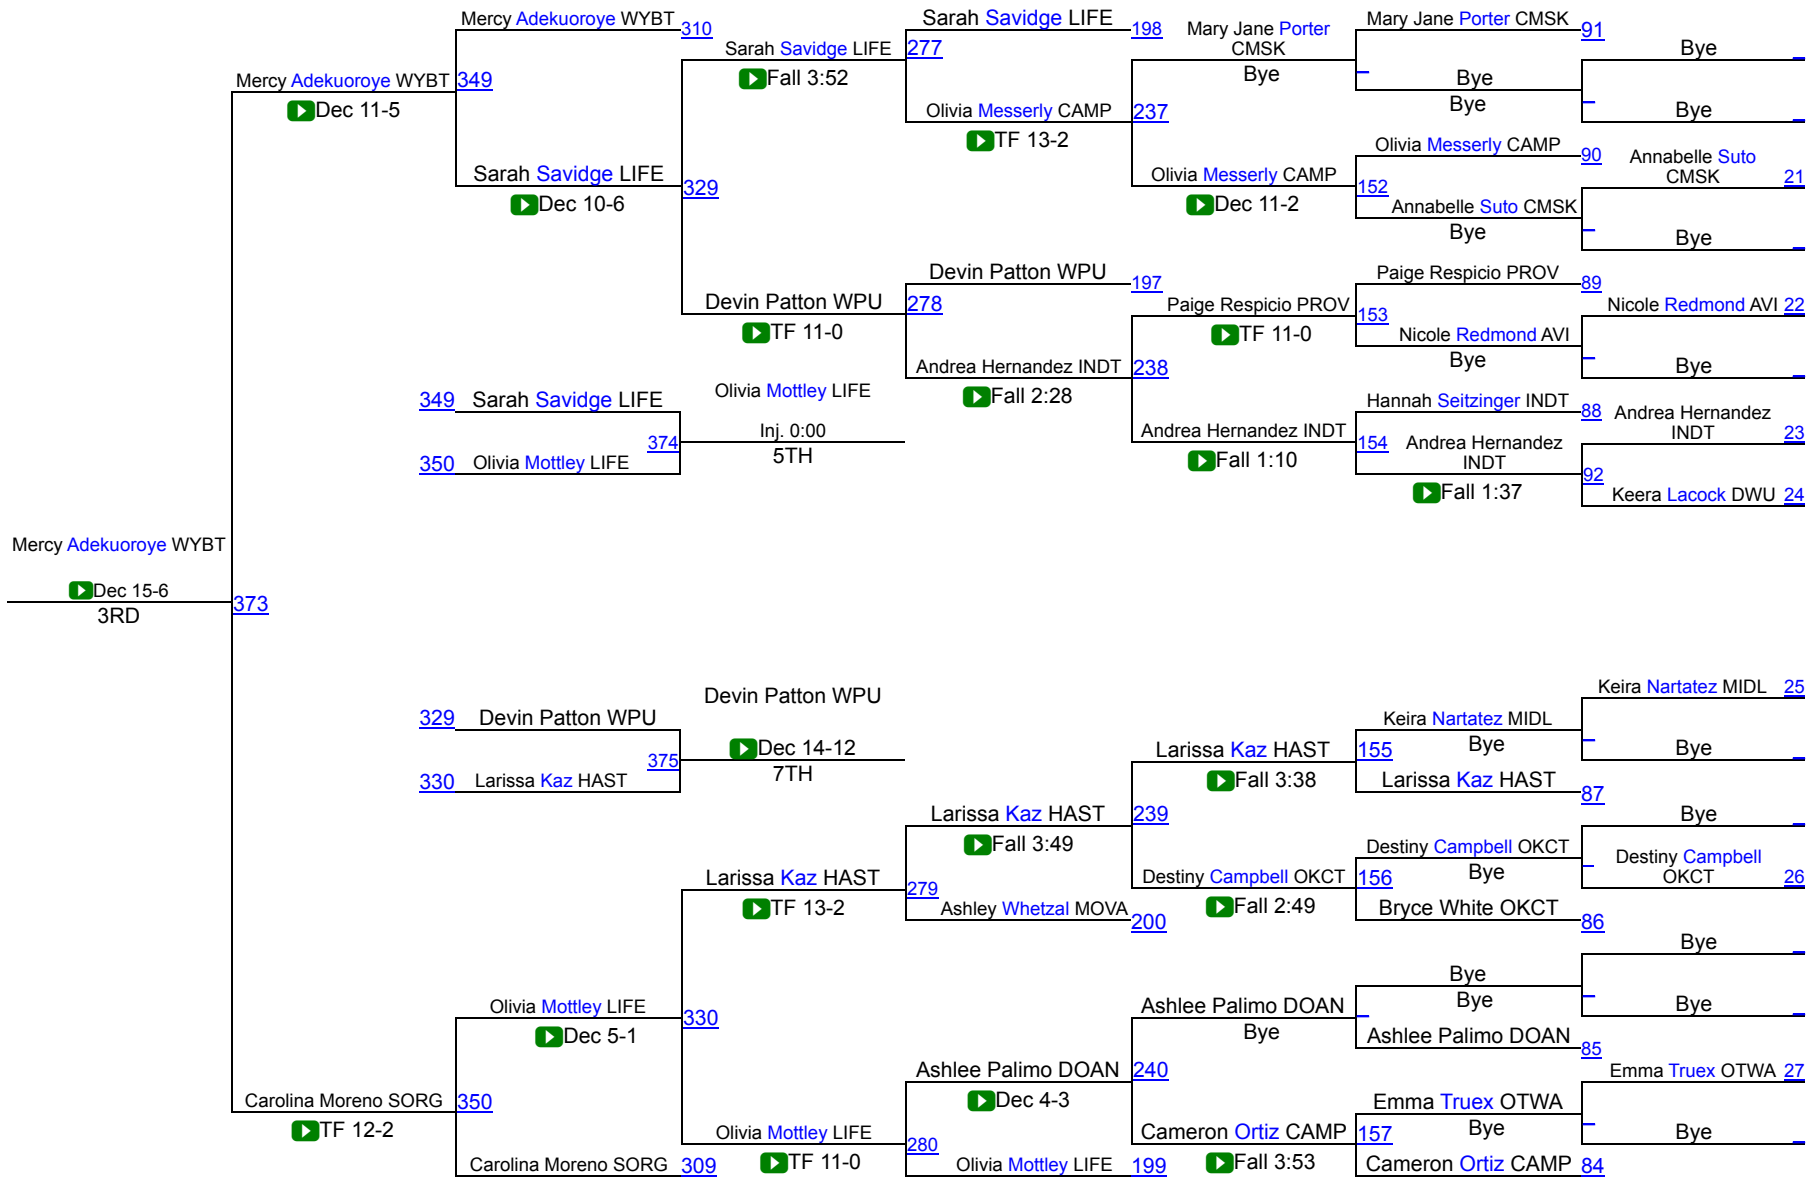 Mercy Adekuoroye WYBT 310
Sarah Savidge LIFE 198
Mary Jane Porter
CMSK
Bye
Mary Jane Porter CMSK 91
Bye
Sarah Savidge LIFE 277
Fall 3:52
Mercy Adekuoroye WYBT 349
Dec 11-5
Bye
Bye
Bye
Olivia Messerly CAMP 237
TF 13-2
Olivia Messerly CAMP 90
Annabelle Suto
CMSK 21
Sarah Savidge LIFE 329
Dec 10-6
Olivia Messerly CAMP 152
Dec 11-2
Annabelle Suto CMSK
Bye
Bye
Devin Patton WPU 197
Paige Respicio PROV 89
Devin Patton WPU 278
TF 11-0
Paige Respicio PROV 153
TF 11-0
Nicole Redmond AVI 22
Nicole Redmond AVI
Bye
Bye
Andrea Hernandez INDT 238
Fall 2:28
349 Sarah Savidge LIFE
Olivia Mottley LIFE
Inj. 0:00
5TH
374
350 Olivia Mottley LIFE
Hannah Seitzinger INDT 88
Andrea Hernandez
INDT 23
Andrea Hernandez INDT 154
Fall 1:10
Andrea Hernandez
INDT 92
Fall 1:37
Keera Lacock DWU 24
Mercy Adekuoroye WYBT
Dec 15-6
3RD
373
Keira Nartatez MIDL 25
329 Devin Patton WPU
Devin Patton WPU
Dec 14-12
7TH
375
330 Larissa Kaz HAST
Keira Nartatez MIDL
Bye
Bye
Larissa Kaz HAST 155
Fall 3:38
Larissa Kaz HAST 87
Larissa Kaz HAST 239
Fall 3:49
Bye
Destiny Campbell OKCT
Bye
Destiny Campbell
OKCT 26
Larissa Kaz HAST 279
TF 13-2
Destiny Campbell OKCT 156
Fall 2:49
Ashley Whetzal MOVA 200
Bryce White OKCT 86
Bye
Bye
Bye
Bye
Olivia Mottley LIFE 330
Dec 5-1
Ashlee Palimo DOAN
Bye
Ashlee Palimo DOAN 85
Ashlee Palimo DOAN 240
Dec 4-3
Emma Truex OTWA 27
Carolina Moreno SORG 350
TF 12-2
Emma Truex OTWA
Bye
Bye
Olivia Mottley LIFE 280
TF 11-0
Cameron Ortiz CAMP 157
Fall 3:53
Carolina Moreno SORG 309
Olivia Mottley LIFE 199
Cameron Ortiz CAMP 84